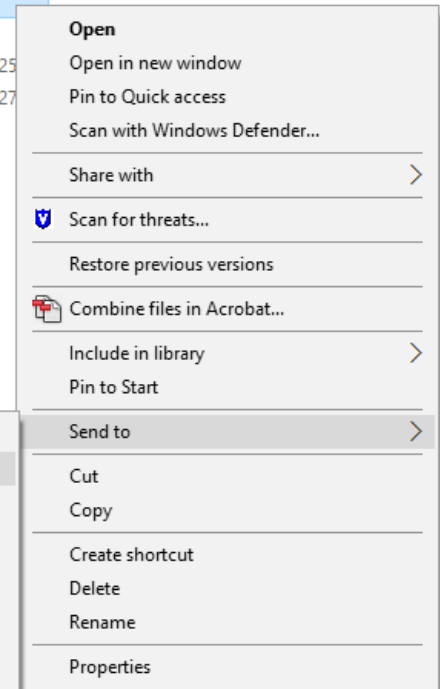 Open
25
Open in new window
27
Pin to Quick access
Scan with Windows Defender...
Share with
Scan for threats...
Restore previous versions
Combine files in Acrobat...
Include in library
Pin to Start
Send to
Cut
Copy
Create shortcut
Delete
Rename
Properties